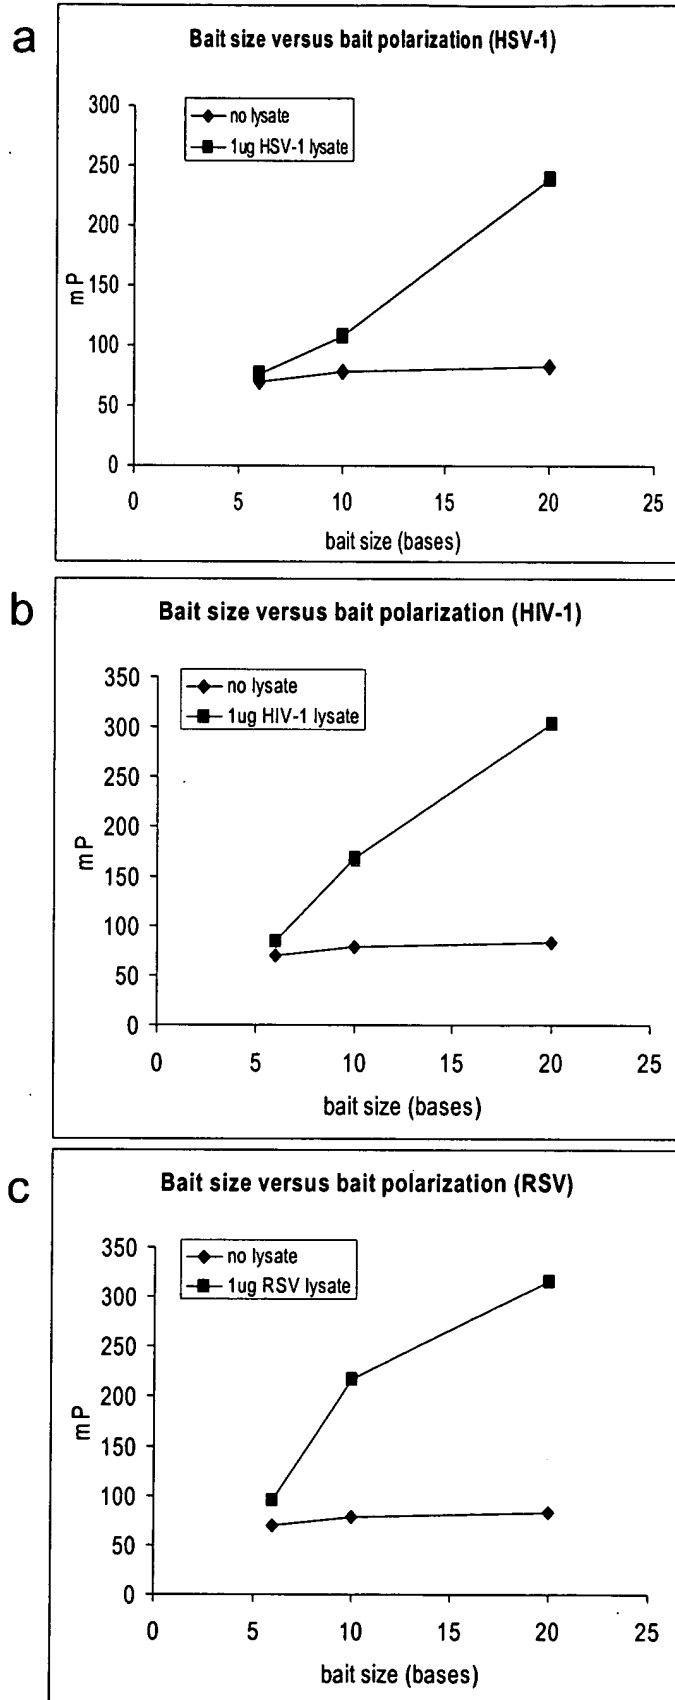 a
Bait size versus bait polarization (HSV-1)
300
250
200
150
100
50
0
mP
no lysate
1ug HSV-1 lysate
0 5 10 15 20 25
bait size (bases)
b
Bait size versus bait polarization (HIV-1)
350
300
250
200
150
100
50
0
mP
no lysate
1ug HIV-1 lysate
0 5 10 15 20 25
bait size (bases)
c
Bait size versus bait polarization (RSV)
350
300
250
200
150
100
50
0
mP
no lysate
1ug RSV lysate
0 5 10 15 20 25
bait size (bases)